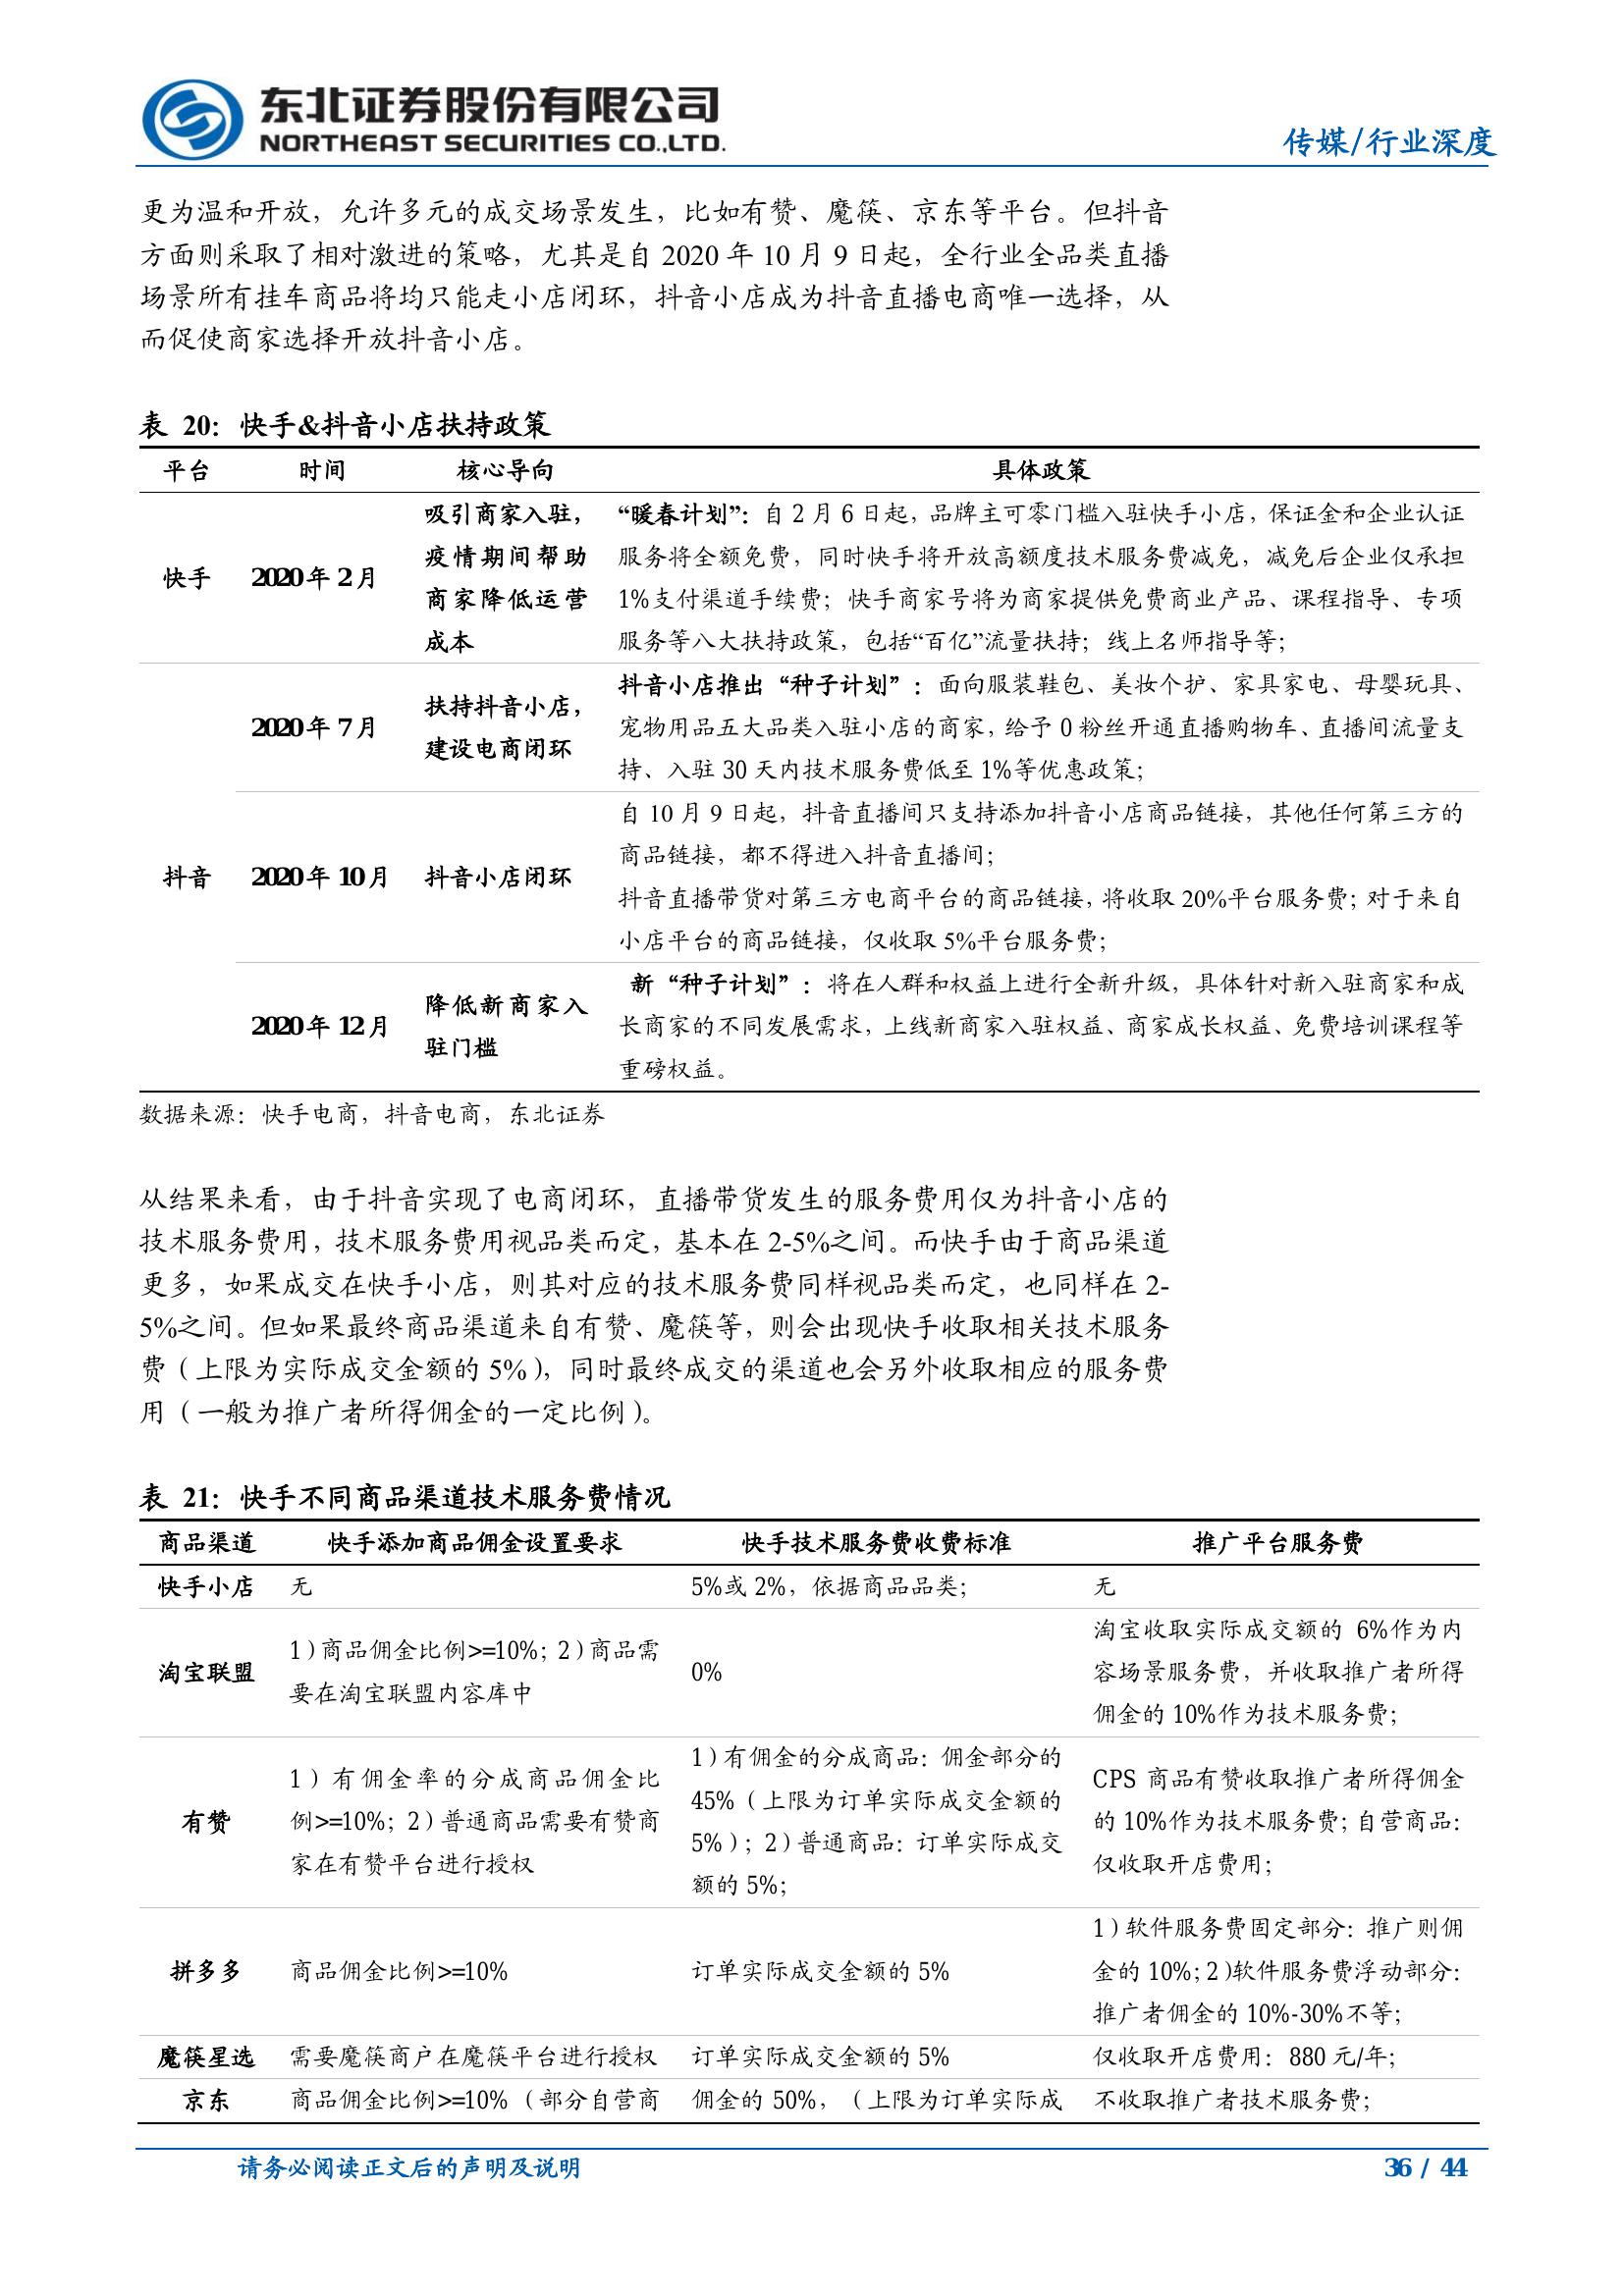 东北证券股份有限公司
NORTHEAST SECURITIES CO.,LTD.
传媒/行业深度
更为温和开放，允许多元的成交场景发生，比如有赞、魔筷、京东等平台。但抖音
方面则采取了相对激进的策略，尤其是自 2020 年 10 月 9 日起，全行业全品类直播
场景所有挂车商品将均只能走小店闭环，抖音小店成为抖音直播电商唯一选择，从
而促使商家选择开放抖音小店。
表 20：快手&抖音小店扶持政策
平台 时间 核心导向 具体政策
快手
2020 年 2 月
吸引商家入驻，
疫情期间帮助
商家降低运营
成本
“暖春计划”：自 2 月 6 日起，品牌主可零门槛入驻快手小店，保证金和企业认证
服务将全额免费，同时快手将开放高额度技术服务费减免，减免后企业仅承担
1%支付渠道手续费；快手商家号将为商家提供免费商业产品、课程指导、专项
服务等八大扶持政策，包括“百亿”流量扶持；线上名师指导等；
抖音
2020 年 7 月
扶持抖音小店，
建设电商闭环
抖音小店推出“种子计划”：面向服装鞋包、美妆个护、家具家电、母婴玩具、
宠物用品五大品类入驻小店的商家，给予 0 粉丝开通直播购物车、直播间流量支
持、入驻 30 天内技术服务费低至 1%等优惠政策；
2020 年 10 月
抖音小店闭环
自 10 月 9 日起，抖音直播间只支持添加抖音小店商品链接，其他任何第三方的
商品链接，都不得进入抖音直播间；
抖音直播带货对第三方电商平台的商品链接，将收取 20%平台服务费；对于来自
小店平台的商品链接，仅收取 5%平台服务费；
2020 年 12 月
降低新商家入
驻门槛
新“种子计划”：将在人群和权益上进行全新升级，具体针对新入驻商家和成
长商家的不同发展需求，上线新商家入驻权益、商家成长权益、免费培训课程等
重磅权益。
数据来源：快手电商，抖音电商，东北证券
从结果来看，由于抖音实现了电商闭环，直播带货发生的服务费用仅为抖音小店的
技术服务费用，技术服务费用视品类而定，基本在 2-5%之间。而快手由于商品渠道
更多，如果成交在快手小店，则其对应的技术服务费同样视品类而定，也同样在 2-
5%之间。但如果最终商品渠道来自有赞、魔筷等，则会出现快手收取相关技术服务
费（上限为实际成交金额的 5%），同时最终成交的渠道也会另外收取相应的服务费
用（一般为推广者所得佣金的一定比例）。
表 21：快手不同商品渠道技术服务费情况
商品渠道 快手添加商品佣金设置要求 快手技术服务费收费标准 推广平台服务费
快手小店 无 5%或 2%，依据商品品类； 无
淘宝联盟
1）商品佣金比例>=10%；2）商品需
要在淘宝联盟内容库中
0%
淘宝收取实际成交额的 6%作为内
容场景服务费，并收取推广者所得
佣金的 10%作为技术服务费；
有赞
1）有佣金率的分成商品佣金比
例>=10%；2）普通商品需要有赞商
家在有赞平台进行授权
1）有佣金的分成商品：佣金部分的
45%（上限为订单实际成交金额的
5%）；2）普通商品：订单实际成交
额的 5%；
CPS 商品有赞收取推广者所得佣金
的 10%作为技术服务费；自营商品：
仅收取开店费用；
拼多多
商品佣金比例>=10%
订单实际成交金额的 5%
1）软件服务费固定部分：推广则佣
金的 10%；2）软件服务费浮动部分：
推广者佣金的 10%-30%不等；
魔筷星选 需要魔筷商户在魔筷平台进行授权 订单实际成交金额的 5% 仅收取开店费用：880 元/年；
京东 商品佣金比例>=10%（部分自营商 佣金的 50%，（上限为订单实际成 不收取推广者技术服务费；
请务必阅读正文后的声明及说明
36 / 44